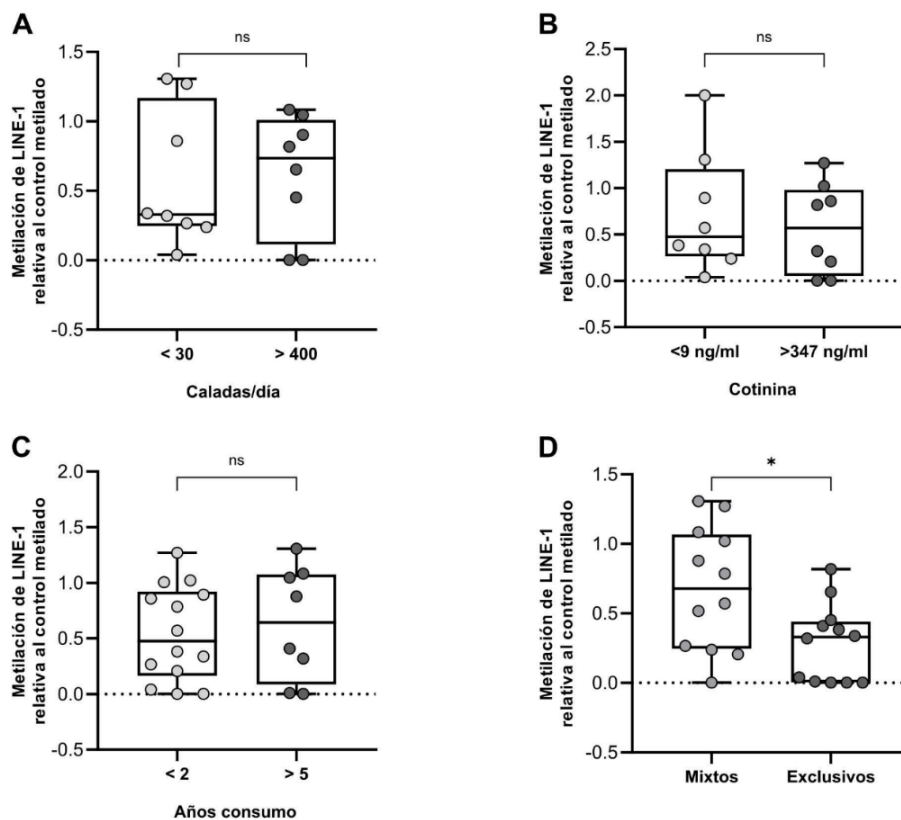 A
Metilación de LINE-1
relativa al control metilado
1.5
1.0
0.5
0.0
-0.5
ns
< 30
> 400
Caladas/día
B
Metilación de LINE-1
relativa al control metilado
2.5
2.0
1.5
1.0
0.5
0.0
-0.5
ns
<9 ng/ml
>347 ng/ml
Cotinina
C
Metilación de LINE-1
relativa al control metilado
2.0
1.5
1.0
0.5
0.0
-0.5
ns
< 2
> 5
Años consumo
D
Metilación de LINE-1
relativa al control metilado
1.5
1.0
0.5
0.0
-0.5
*
Mixtos
Exclusivos